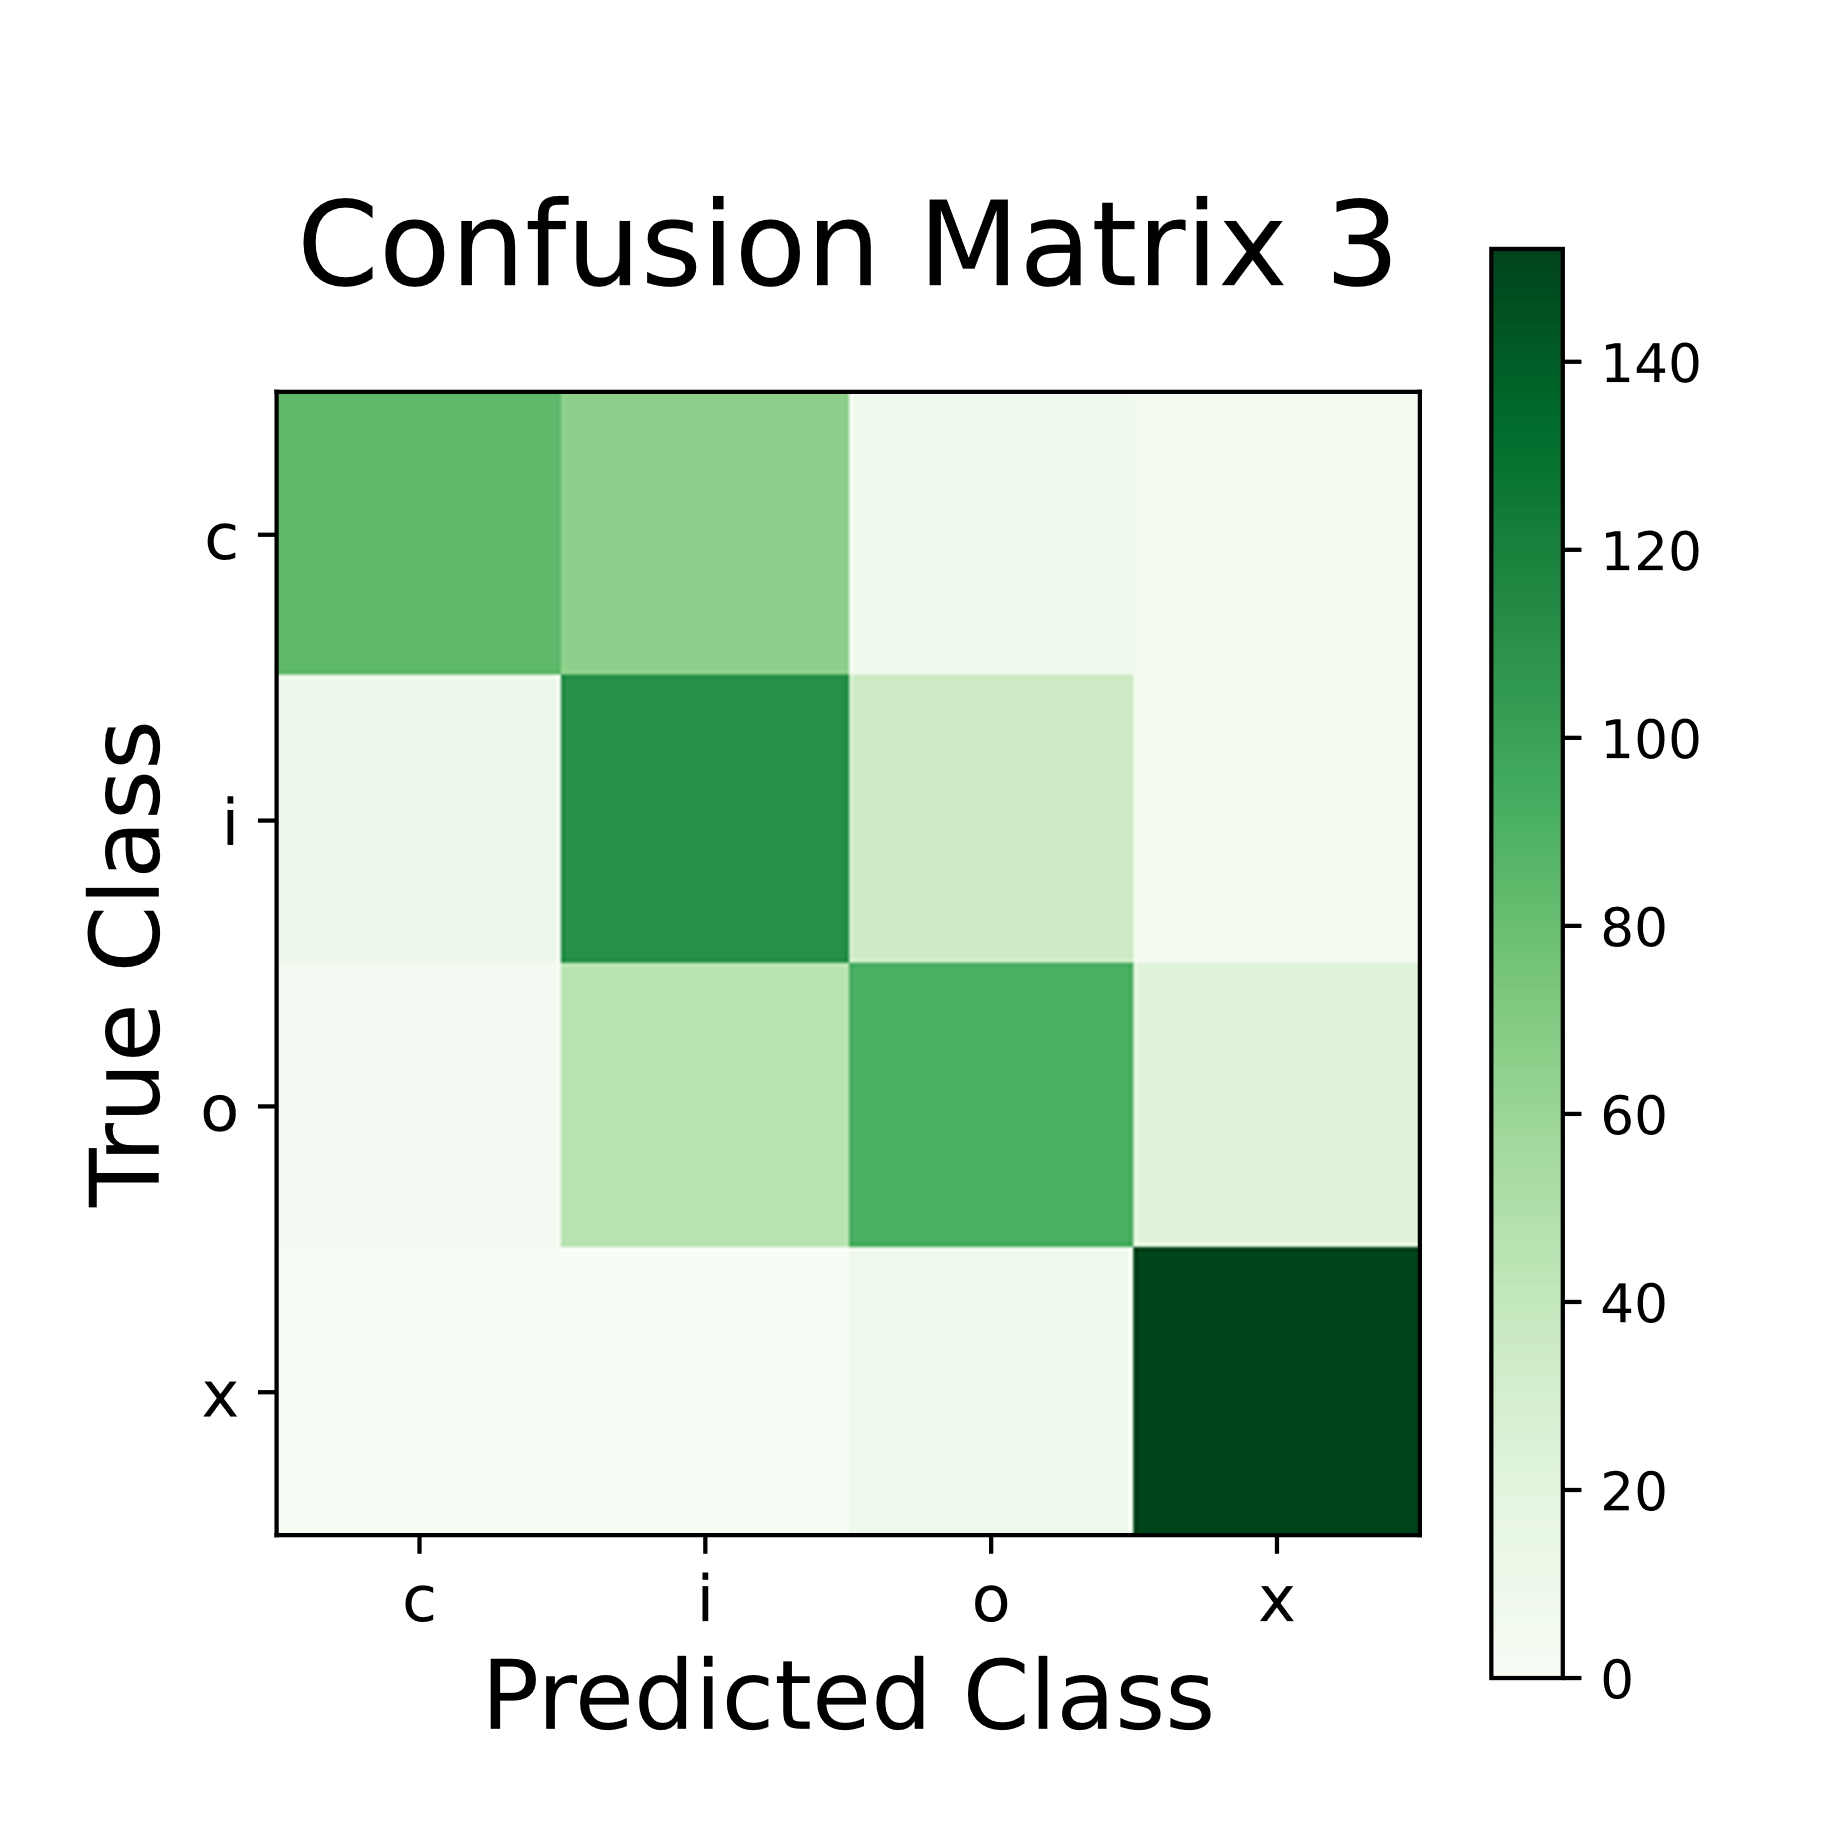 Confusion Matrix 3
True Class
c
i
o
x
c i o x
Predicted Class
140
120
100
80
60
40
20
0